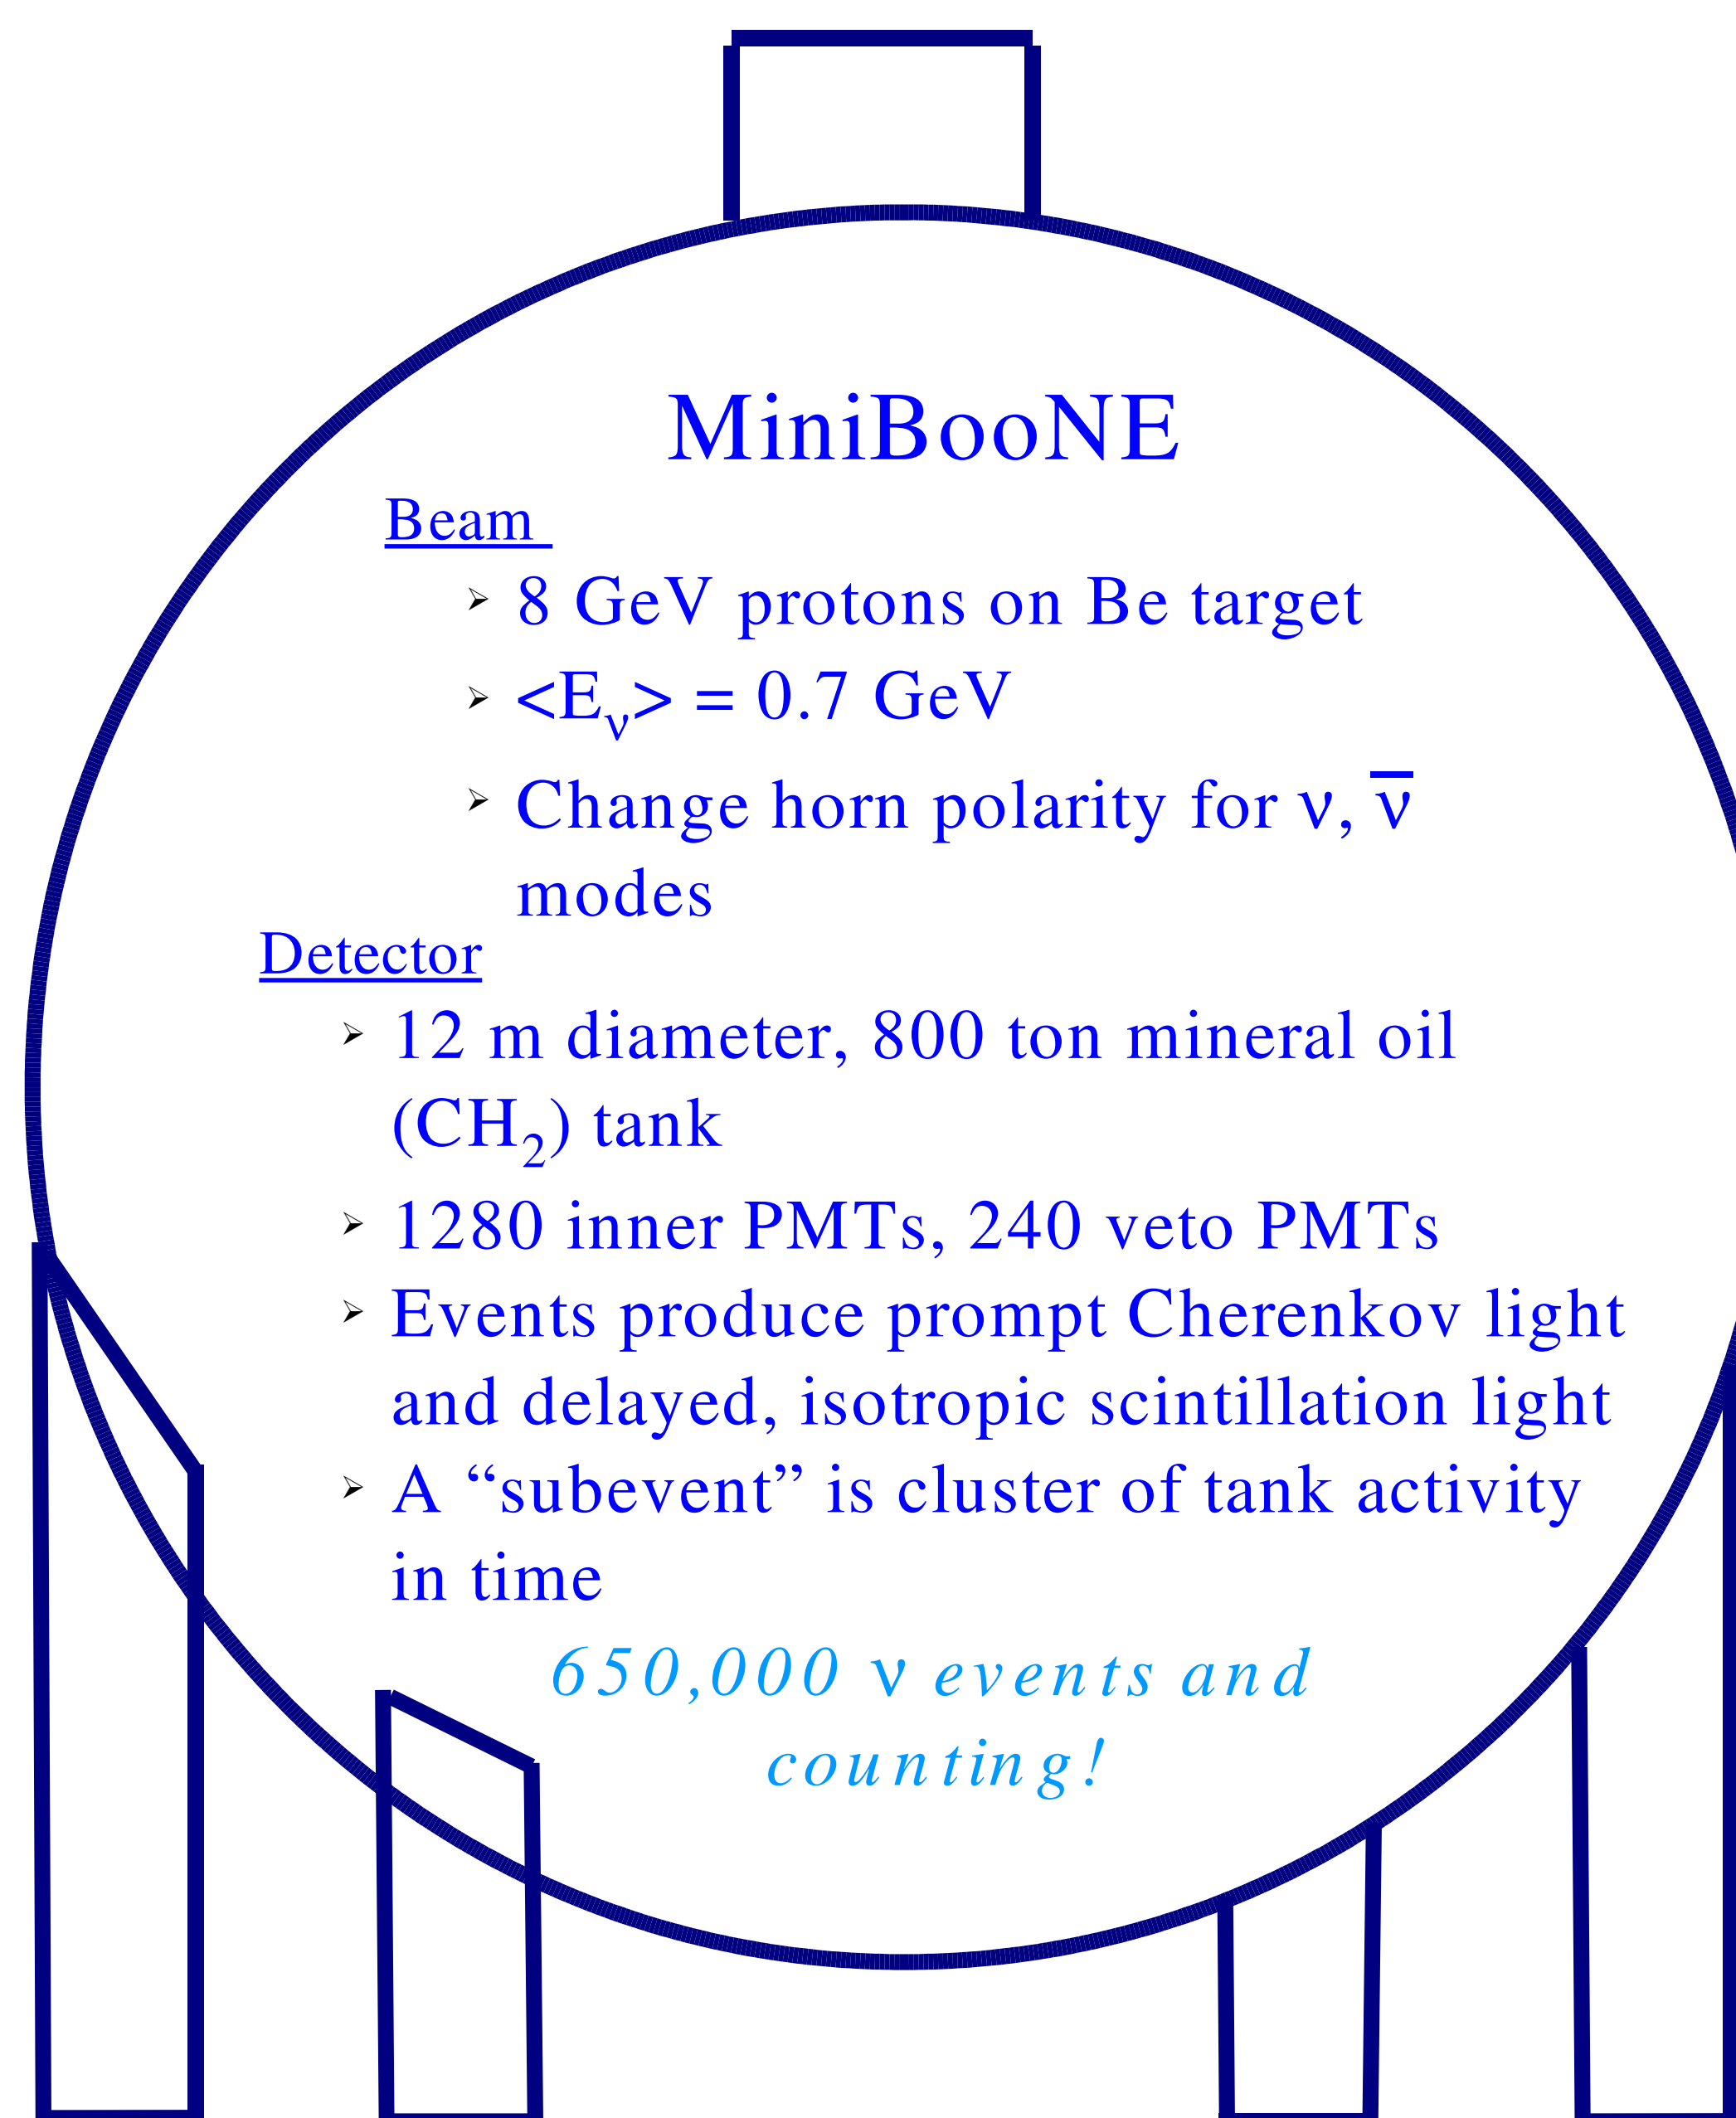 MiniBooNE
Beam
➢ 8 GeV protons on Be target
➢ <Eν> = 0.7 GeV
➢ Change horn polarity for ν, ν̅
modes
Detector
➢ 12 m diameter, 800 ton mineral oil
(CH₂) tank
➢ 1280 inner PMTs, 240 veto PMTs
➢ Events produce prompt Cherenkov light
and delayed, isotropic scintillation light
➢ A “subevent” is cluster of tank activity
in time
650,000 ν events and
counting!